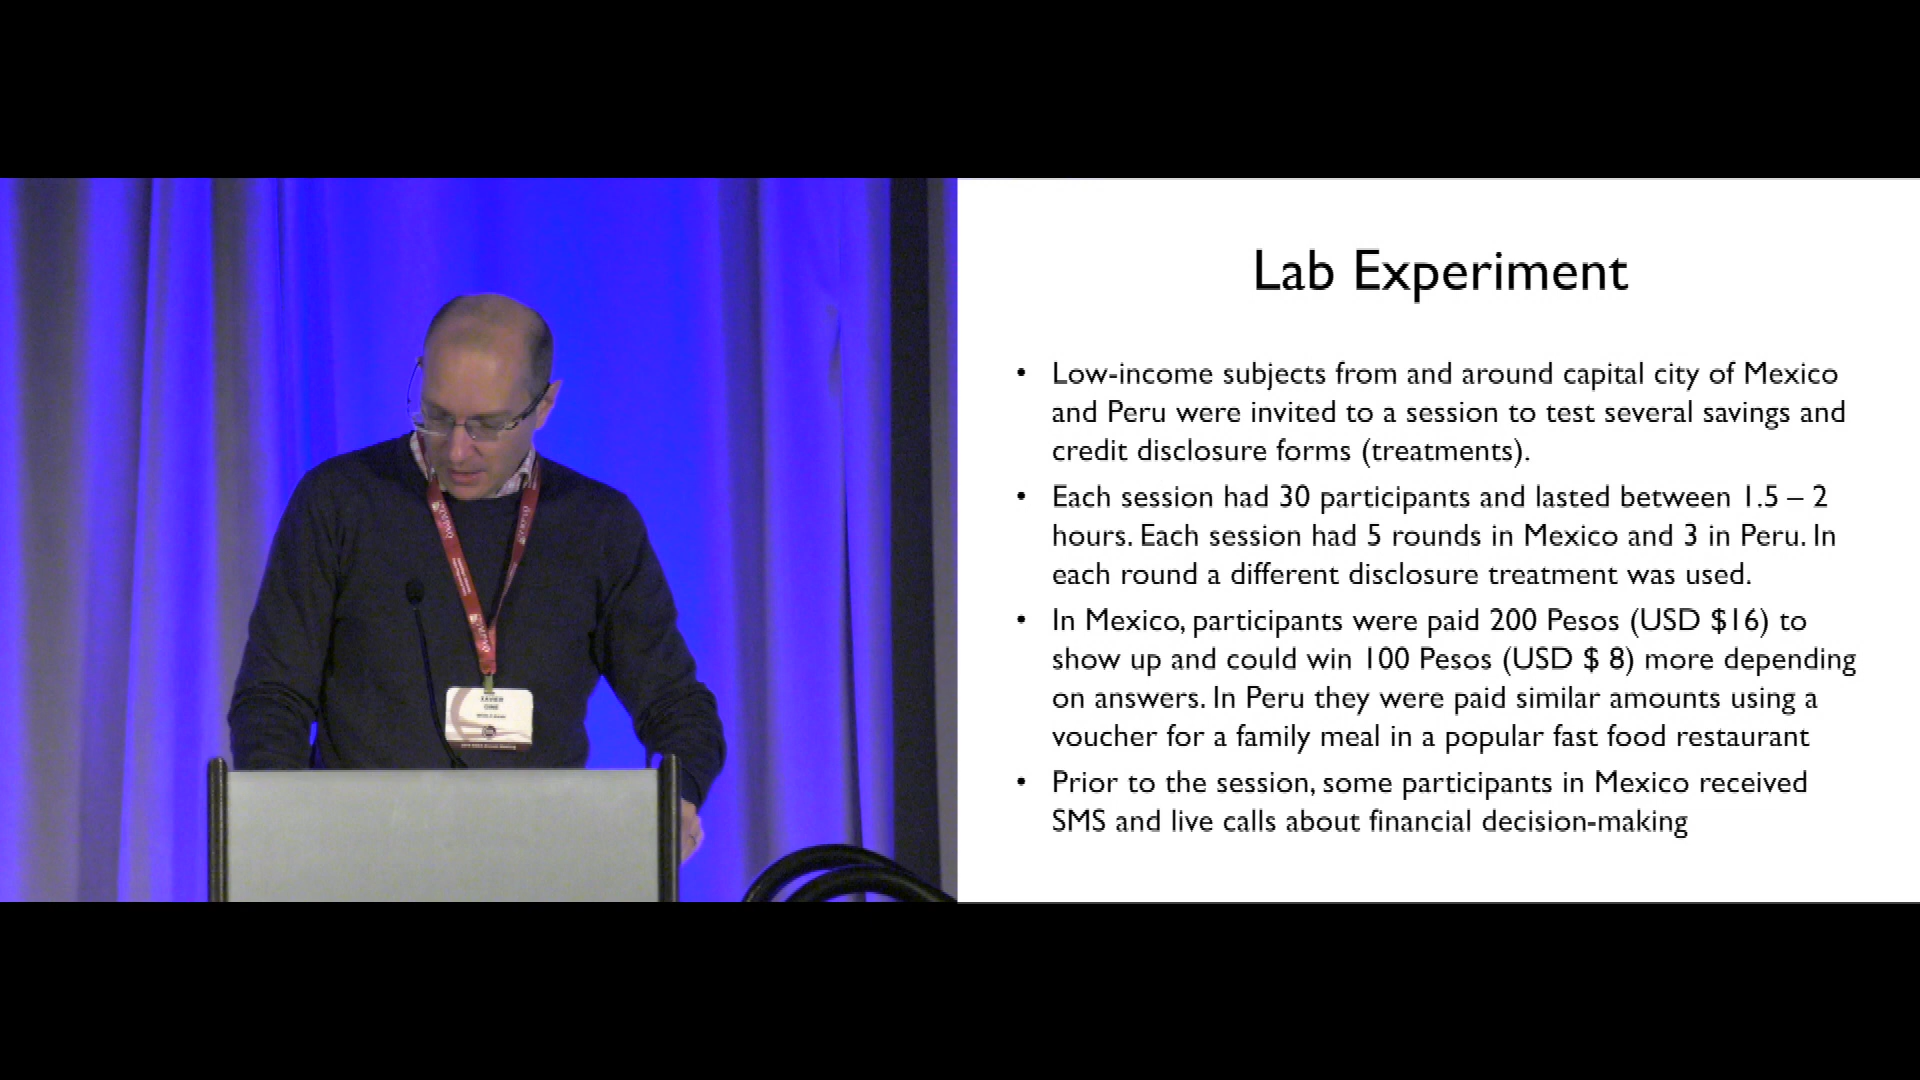 Lab Experiment
• Low-income subjects from and around capital city of Mexico
and Peru were invited to a session to test several savings and
credit disclosure forms (treatments).
• Each session had 30 participants and lasted between 1.5 – 2
hours. Each session had 5 rounds in Mexico and 3 in Peru. In
each round a different disclosure treatment was used.
• In Mexico, participants were paid 200 Pesos (USD $16) to
show up and could win 100 Pesos (USD $ 8) more depending
on answers. In Peru they were paid similar amounts using a
voucher for a family meal in a popular fast food restaurant
• Prior to the session, some participants in Mexico received
SMS and live calls about financial decision-making
XAVIER
GINE
WORLD BANK